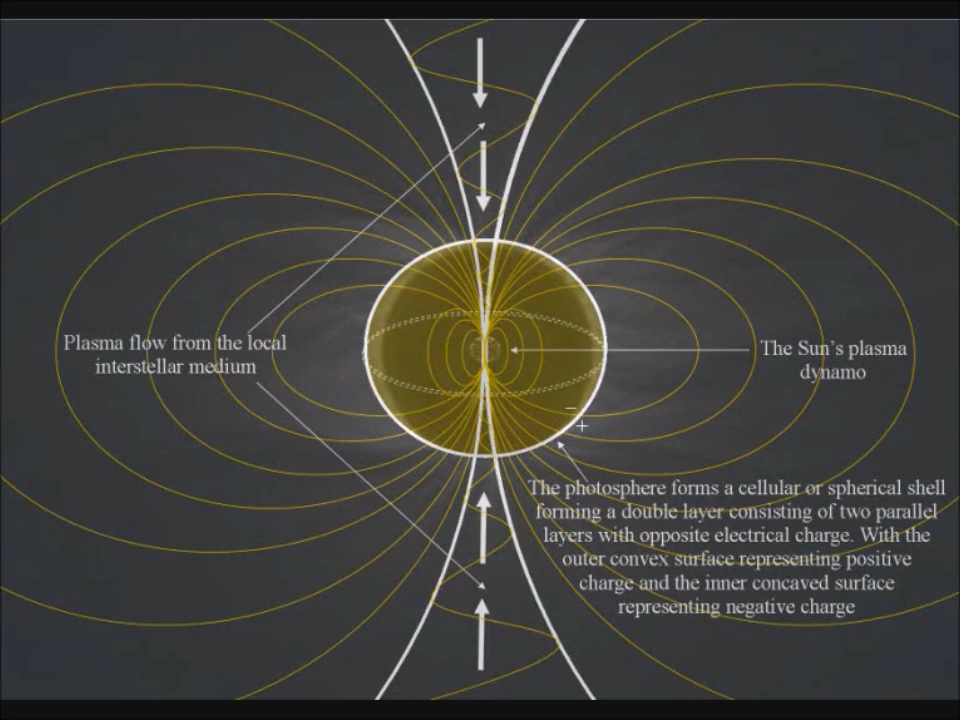 Plasma flow from the local
interstellar medium
The Sun's plasma
dynamo
−
+
The photosphere forms a cellular or spherical shell
forming a double layer consisting of two parallel
layers with opposite electrical charge. With the
outer convex surface representing positive
charge and the inner concaved surface
representing negative charge